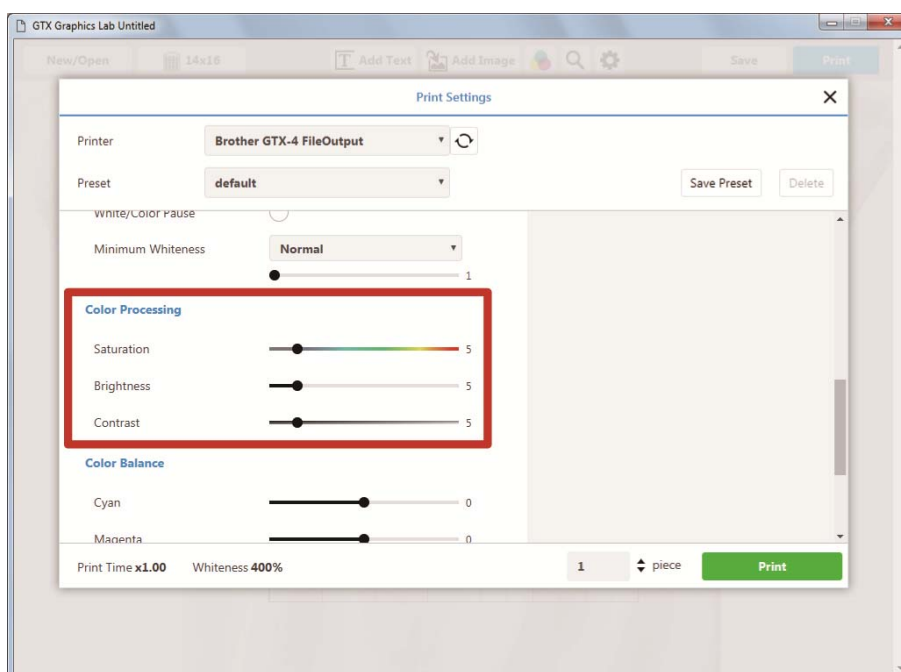 GTX Graphics Lab Untitled
New/Open 14x16 Add Text Add Image Save Print
Print Settings
Printer Brother GTX-4 FileOutput
Preset default Save Preset Delete
White/Color Pause
Minimum Whiteness Normal
1
Color Processing
Saturation 5
Brightness 5
Contrast 5
Color Balance
Cyan 0
Magenta 0
Print Time x1.00 Whiteness 400% 1 piece Print